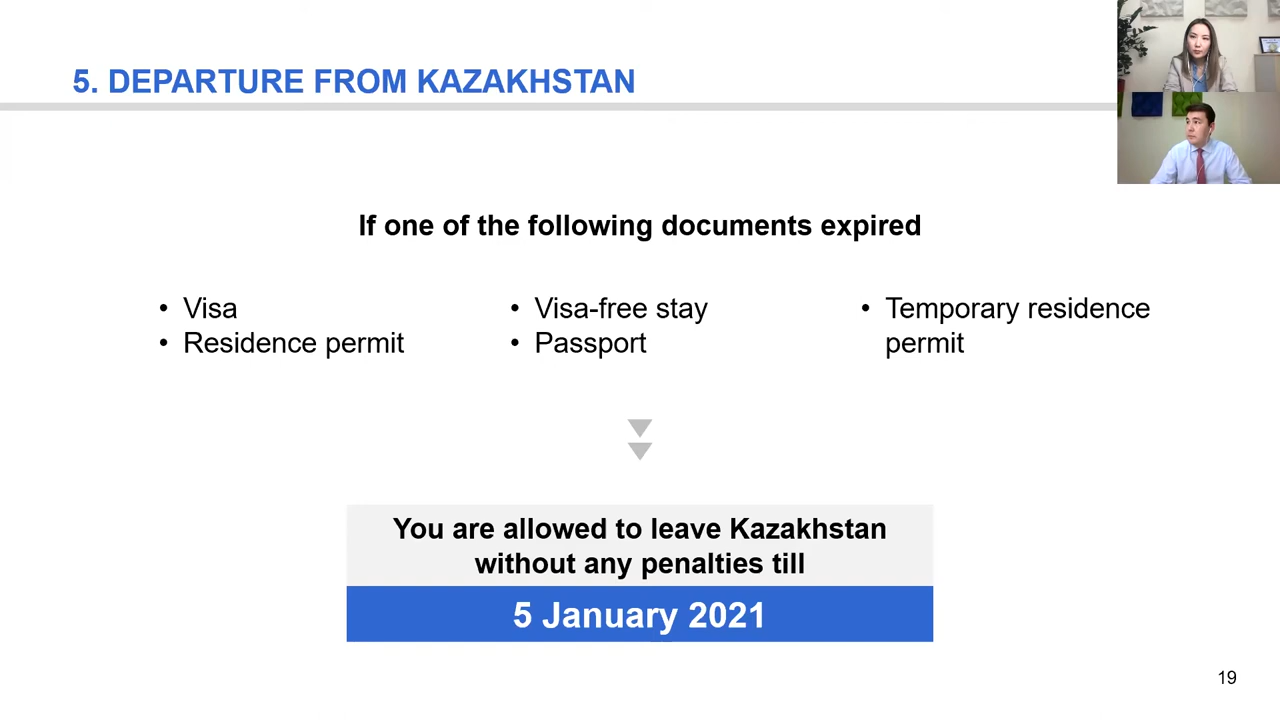 5. DEPARTURE FROM KAZAKHSTAN
If one of the following documents expired
• Visa
• Residence permit
• Visa-free stay
• Passport
• Temporary residence
permit
You are allowed to leave Kazakhstan
without any penalties till
5 January 2021
19